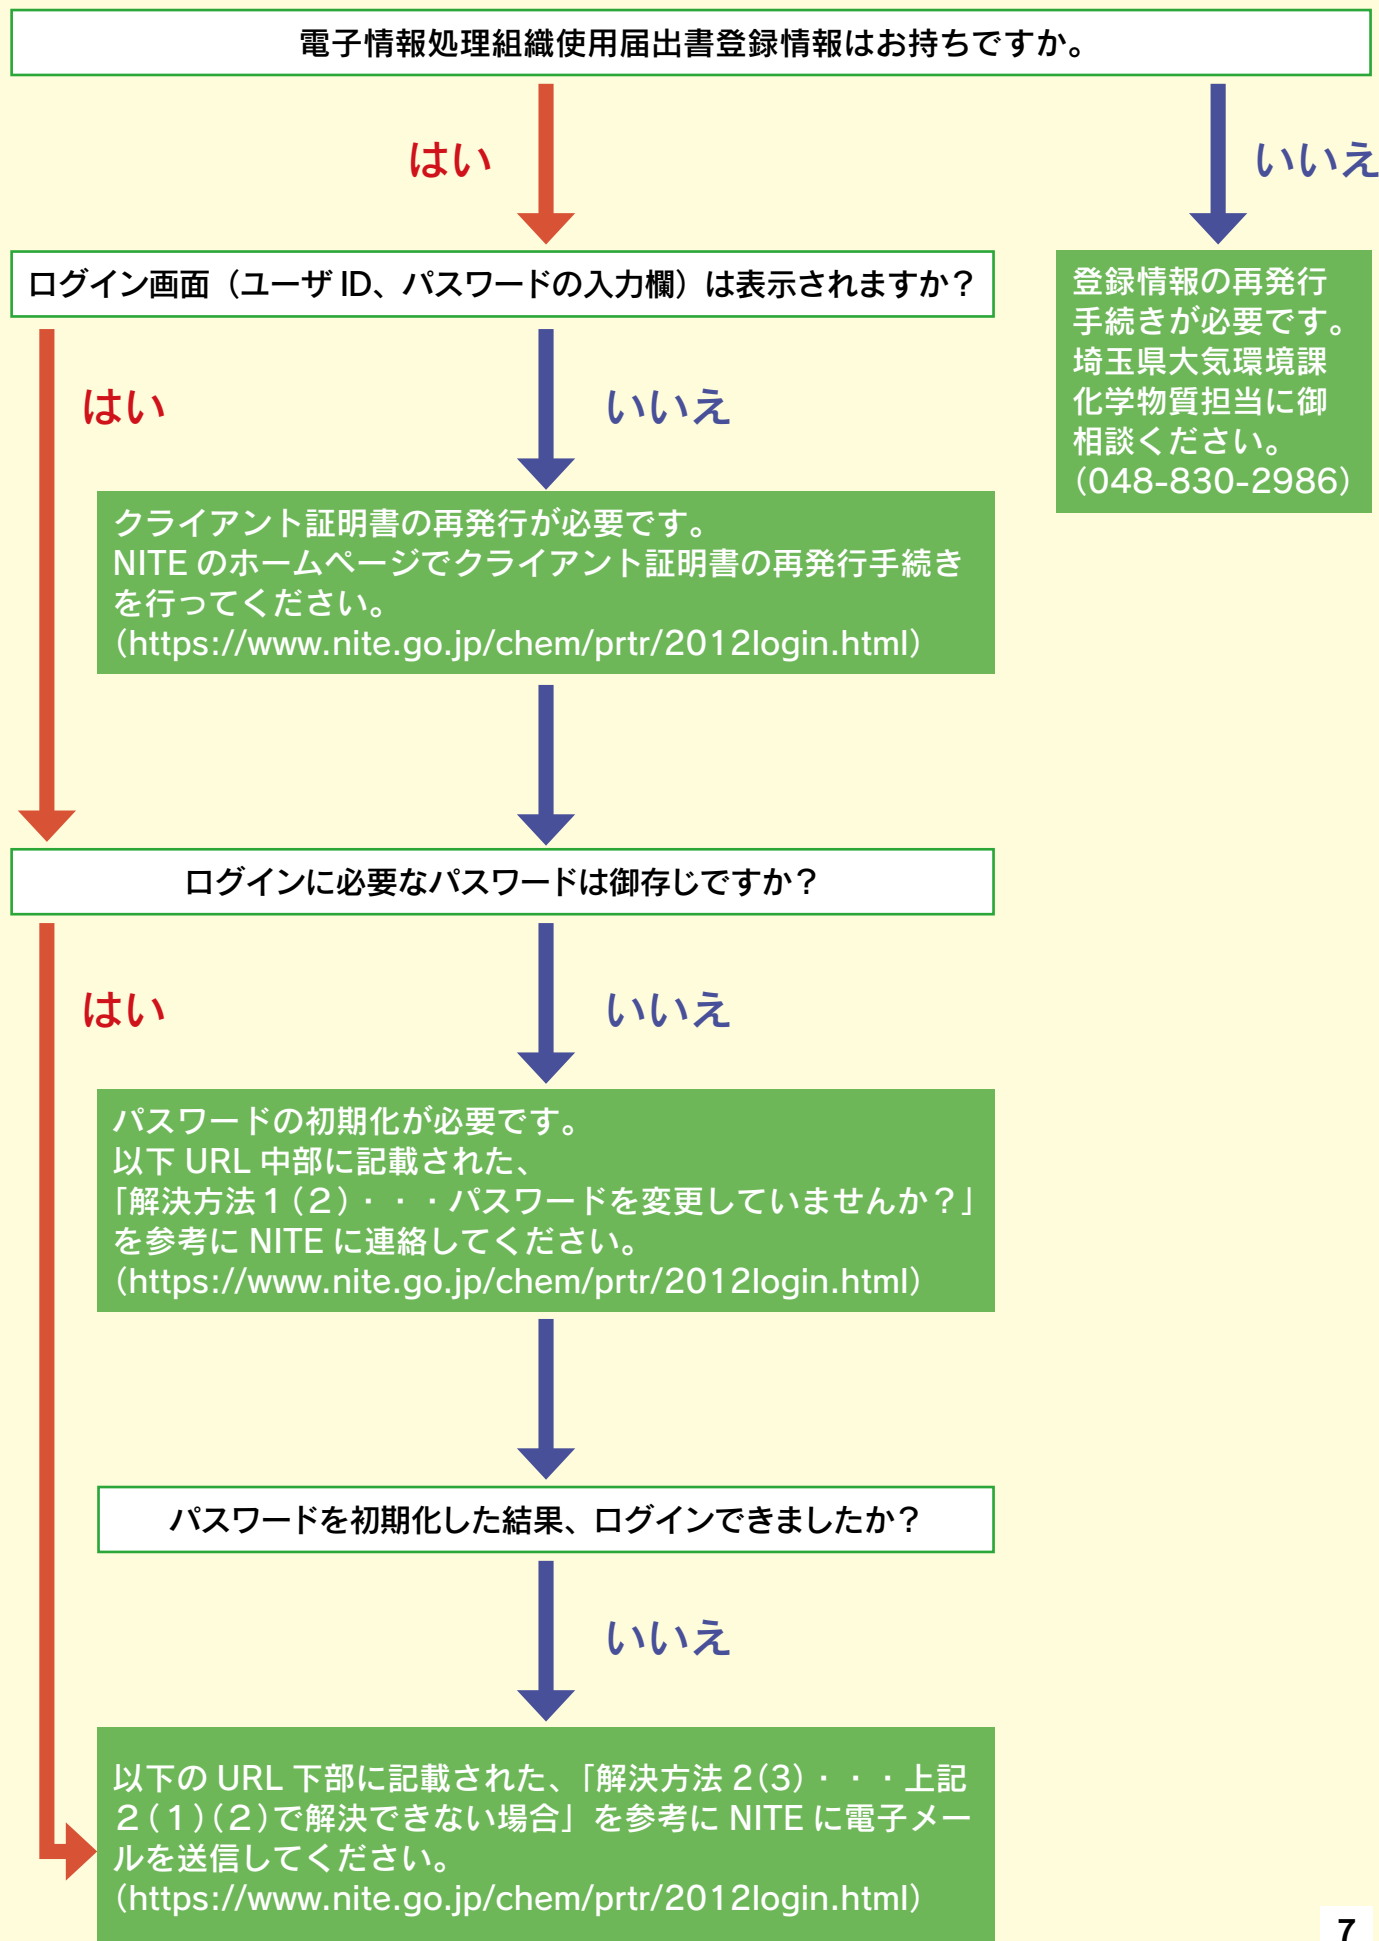 電子情報処理組織使用届出書登録情報はお持ちですか。
はい
いいえ
ログイン画面（ユーザ ID、パスワードの入力欄）は表示されますか？
登録情報の再発行
手続きが必要です。
埼玉県大気環境課
化学物質担当に御
相談ください。
（048-830-2986）
はい
いいえ
クライアント証明書の再発行が必要です。
NITE のホームページでクライアント証明書の再発行手続き
を行ってください。
（https://www.nite.go.jp/chem/prtr/2012login.html）
ログインに必要なパスワードは御存じですか？
はい
いいえ
パスワードの初期化が必要です。
以下 URL 中部に記載された、
「解決方法１（２）・・・パスワードを変更していませんか？」
を参考に NITE に連絡してください。
（https://www.nite.go.jp/chem/prtr/2012login.html）
パスワードを初期化した結果、ログインできましたか？
いいえ
以下の URL 下部に記載された、「解決方法 2（3）・・・上記
２（１）（２）で解決できない場合」を参考に NITE に電子メー
ルを送信してください。
（https://www.nite.go.jp/chem/prtr/2012login.html）
7